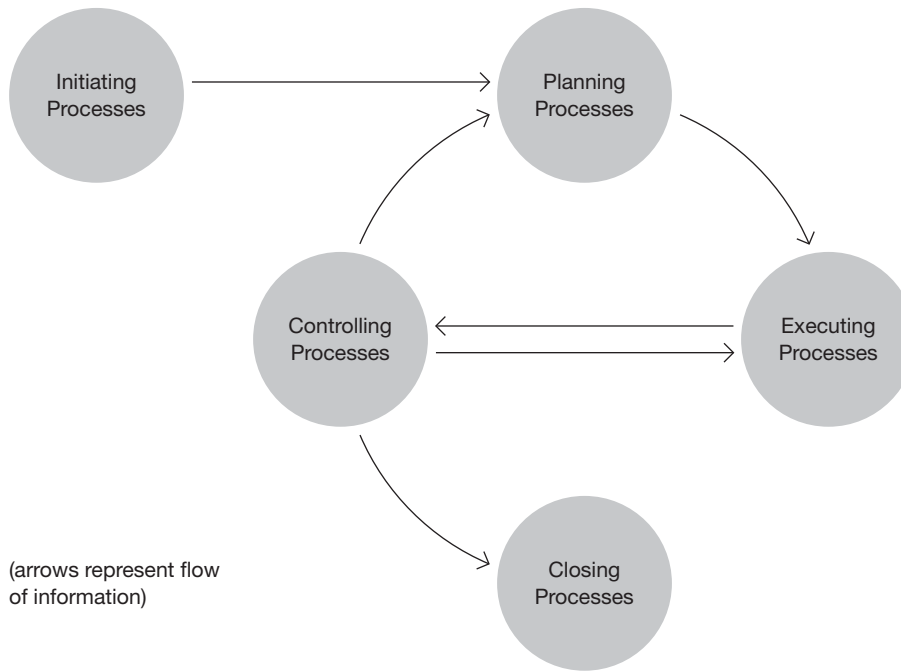 Initiating
Processes
Planning
Processes
Controlling
Processes
Executing
Processes
Closing
Processes
(arrows represent flow
of information)